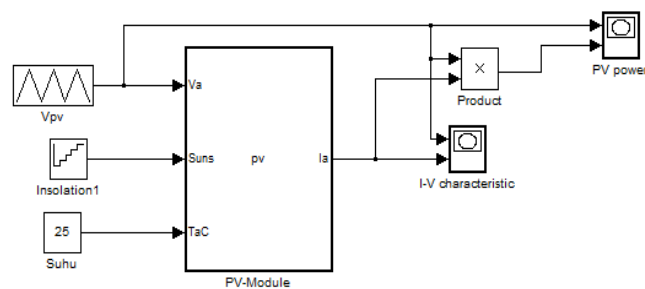 PV power
×
Product
Vpv
Va
Insolation1
Suns
pv
Ia
I-V characteristic
25
TaC
Suhu
PV-Module